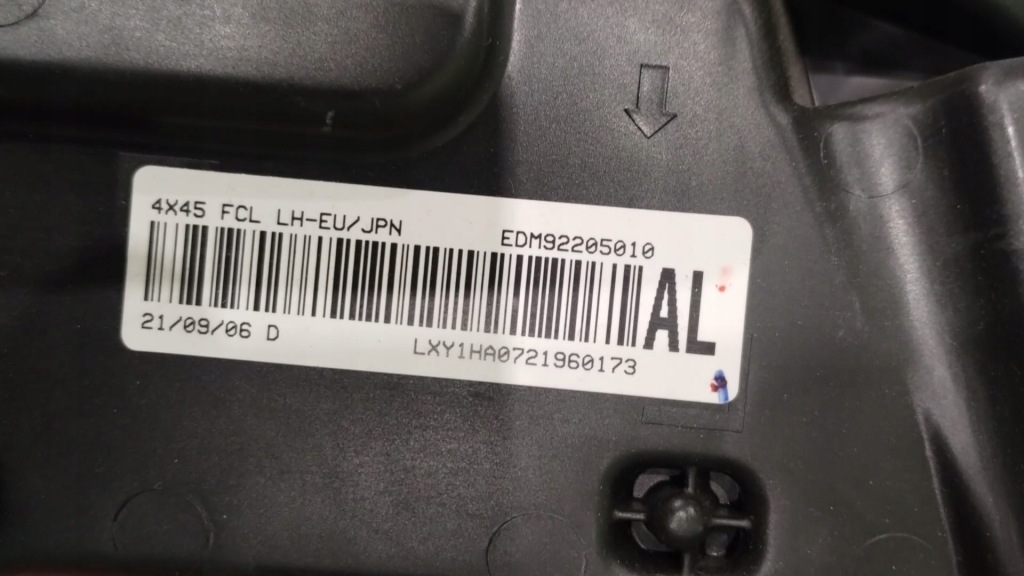 4X45 FCL LH-EU/JPN EDM92205010
AL
21/09/06 D LXY1HA0721960173